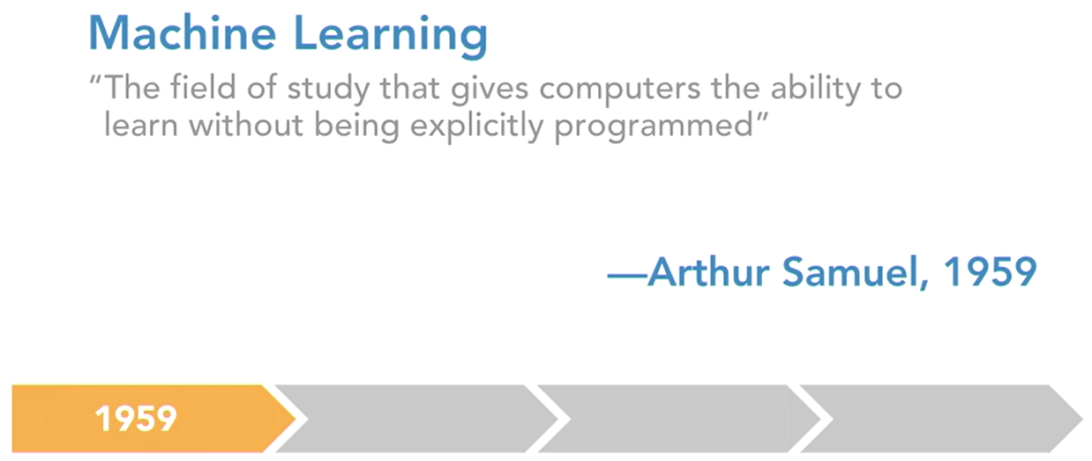 Machine Learning
“The field of study that gives computers the ability to
learn without being explicitly programmed”
—Arthur Samuel, 1959
1959